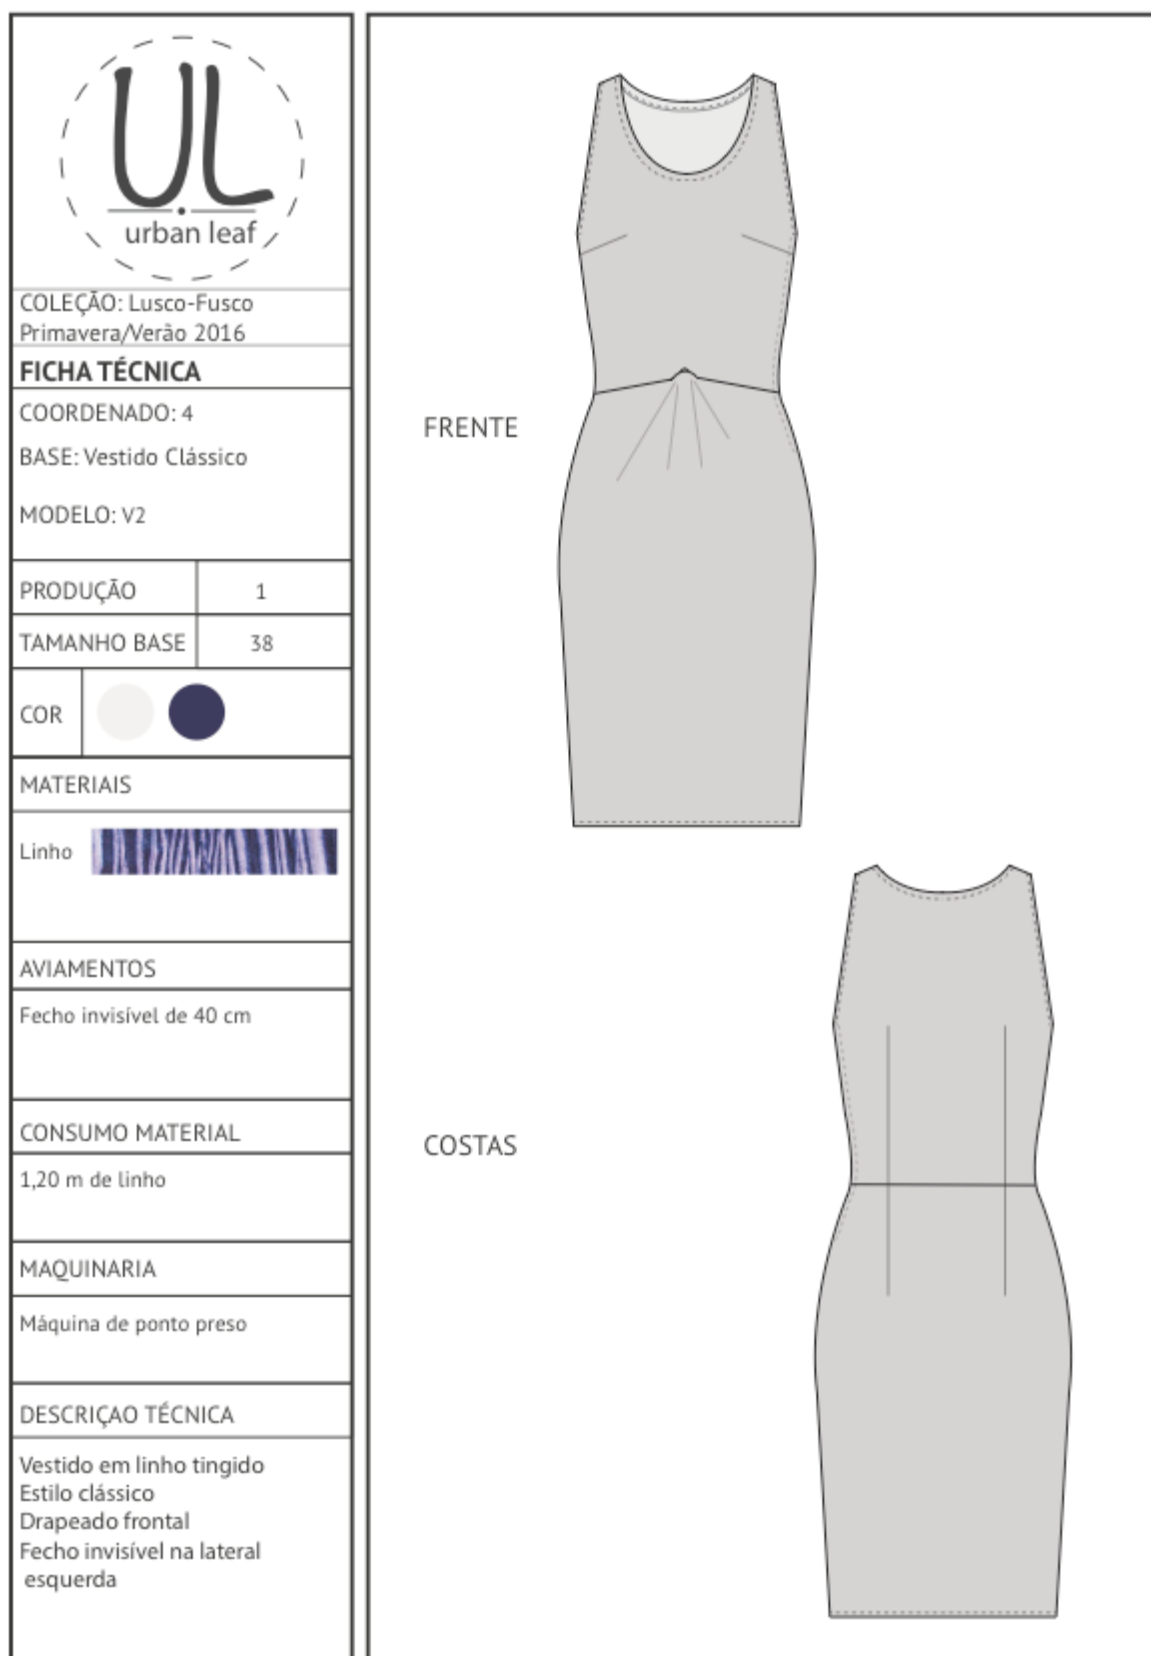 UL
urban leaf
COLEÇÃO: Lusco-Fusco
Primavera/Verão 2016
FICHA TÉCNICA
COORDENADO: 4
BASE: Vestido Clássico
MODELO: V2
PRODUÇÃO 1
TAMANHO BASE 38
COR
MATERIAIS
Linho
AVIAMENTOS
Fecho invisível de 40 cm
CONSUMO MATERIAL
1,20 m de linho
MAQUINARIA
Máquina de ponto preso
DESCRIÇAO TÉCNICA
Vestido em linho tingido
Estilo clássico
Drapeado frontal
Fecho invisível na lateral
esquerda
FRENTE
COSTAS